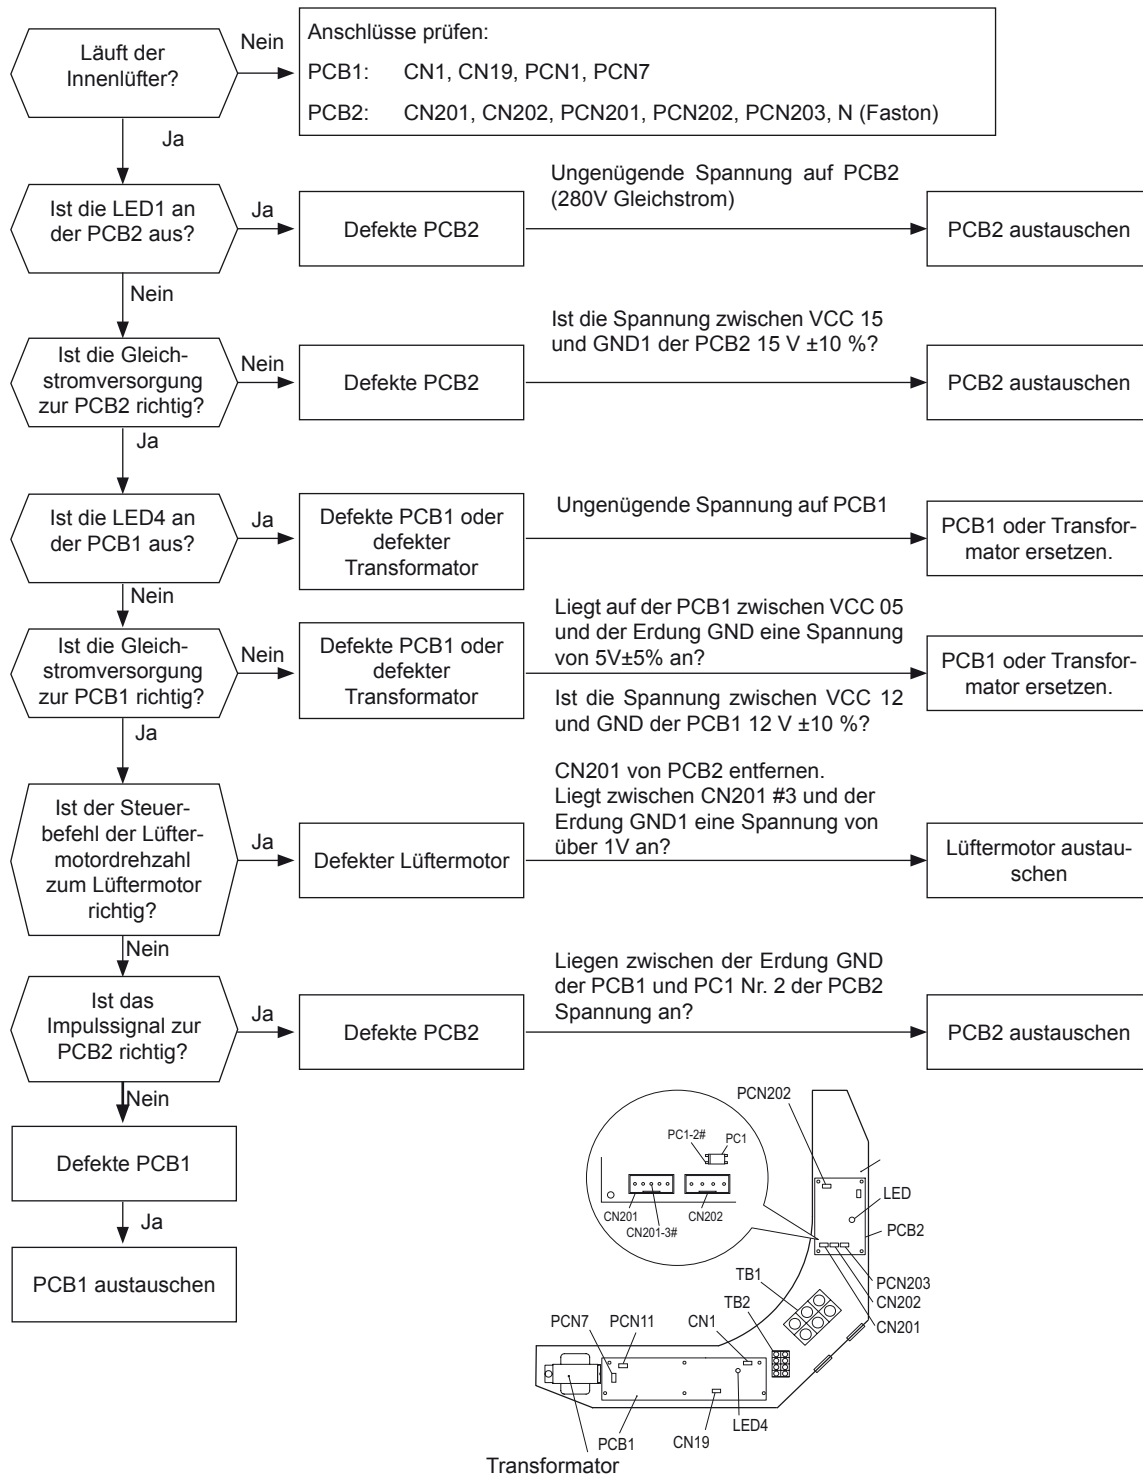 Läuft der
Innenlüfter?
Nein
Anschlüsse prüfen:
PCB1: CN1, CN19, PCN1, PCN7
PCB2: CN201, CN202, PCN201, PCN202, PCN203, N (Faston)
Ja
Ist die LED1 an
der PCB2 aus?
Ja
Defekte PCB2
Ungenügende Spannung auf PCB2
(280V Gleichstrom)
PCB2 austauschen
Nein
Ist die Gleich-
stromversorgung
zur PCB2 richtig?
Nein
Defekte PCB2
Ist die Spannung zwischen VCC 15
und GND1 der PCB2 15 V ±10 %?
PCB2 austauschen
Ja
Ist die LED4 an
der PCB1 aus?
Ja
Defekte PCB1 oder
defekter
Transformator
Ungenügende Spannung auf PCB1
PCB1 oder Transfor-
mator ersetzen.
Nein
Ist die Gleich-
stromversorgung
zur PCB1 richtig?
Nein
Defekte PCB1 oder
defekter
Transformator
Liegt auf der PCB1 zwischen VCC 05
und der Erdung GND eine Spannung
von 5V±5% an?
Ist die Spannung zwischen VCC 12
und GND der PCB1 12 V ±10 %?
PCB1 oder Transfor-
mator ersetzen.
Ja
Ist der Steuer-
befehl der Lüfter-
motordrehzahl
zum Lüftermotor
richtig?
Ja
Defekter Lüftermotor
CN201 von PCB2 entfernen.
Liegt zwischen CN201 #3 und der
Erdung GND1 eine Spannung von
über 1V an?
Lüftermotor austau-
schen
Nein
Ist das
Impulssignal zur
PCB2 richtig?
Ja
Defekte PCB2
Liegen zwischen der Erdung GND
der PCB1 und PC1 Nr. 2 der PCB2
Spannung an?
PCB2 austauschen
Nein
Defekte PCB1
Ja
PCB1 austauschen
PCN202
PC1-2#
PC1
CN201
CN202
CN201-3#
LED
PCB2
PCN203
CN202
CN201
TB1
TB2
PCN7
PCN11
CN1
LED4
CN19
PCB1
Transformator